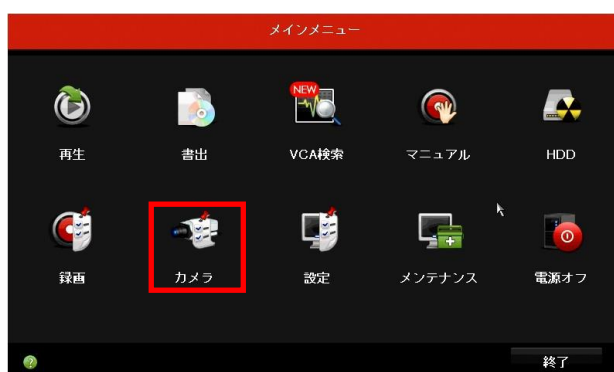 メインメニュー
再生
書出
NEW
VCA検索
マニュアル
HDD
録画
カメラ
設定
メンテナンス
電源オフ
?
終了